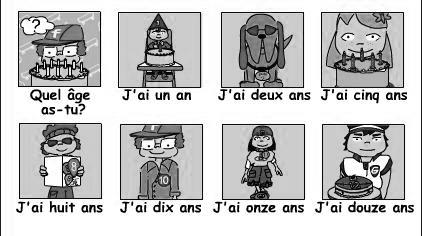 ?
Quel âge
as-tu?
J'ai un an
J'ai deux ans
J'ai cinq ans
J'ai huit ans
J'ai dix ans
J'ai onze ans
J'ai douze ans
10